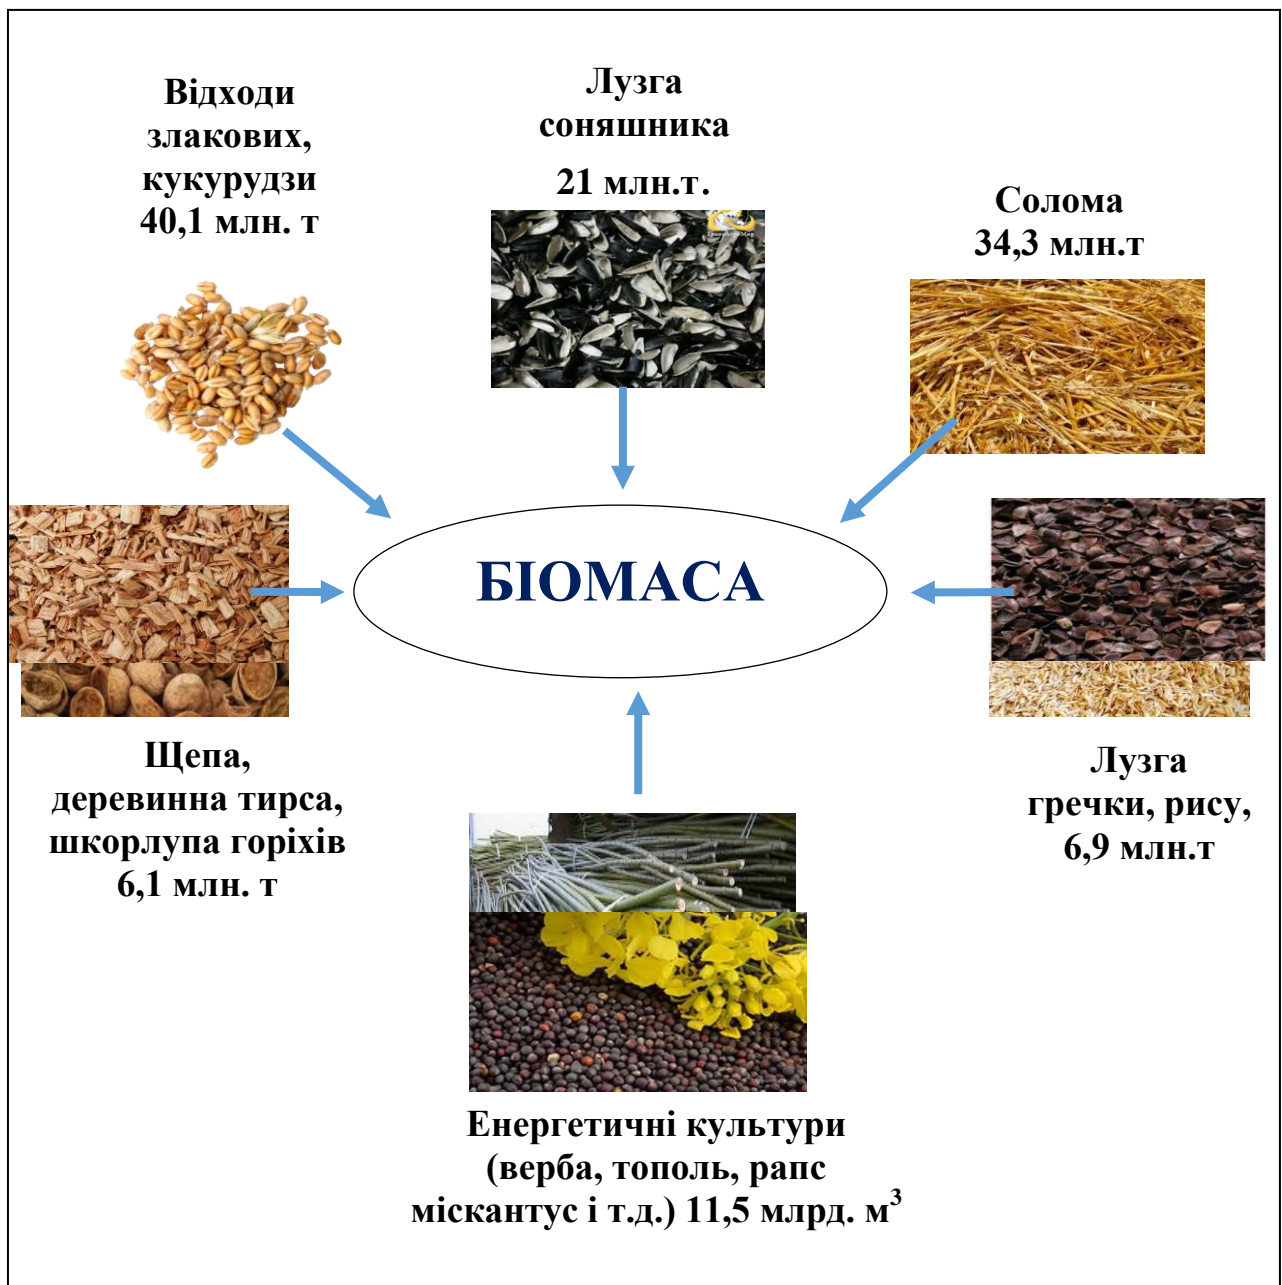 Відходи
злакових,
кукурудзи
40,1 млн. т
Лузга
соняшника
21 млн.т.
Солома
34,3 млн.т
БІОМАСА
Щепа,
деревинна тирса,
шкорлупа горіхів
6,1 млн. т
Лузга
гречки, рису,
6,9 млн.т
Енергетичні культури
(верба, тополь, рапс
міскантус і т.д.) 11,5 млрд. м³